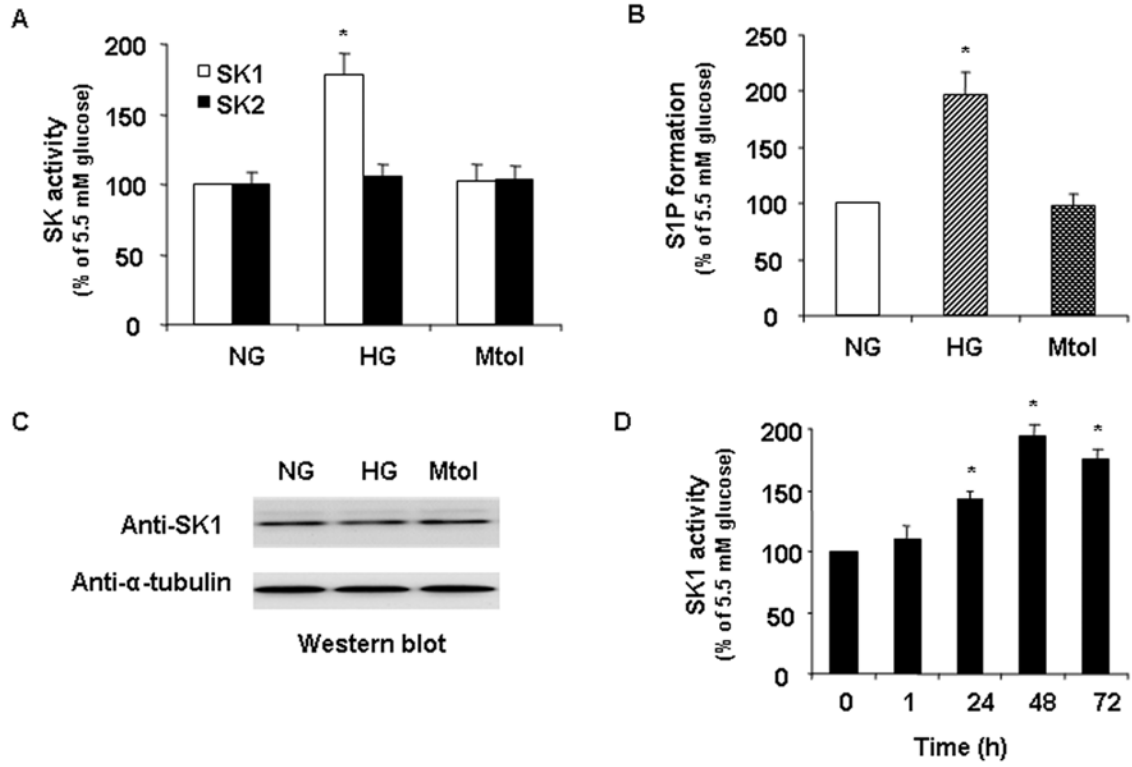 A
SK activity
(% of 5.5 mM glucose)
200
150
100
50
0
SK1
SK2
*
NG HG Mtol
B
S1P formation
(% of 5.5 mM glucose)
250
200
150
100
50
0
*
NG HG Mtol
C
NG HG Mtol
Anti-SK1
Anti-α-tubulin
Western blot
D
SK1 activity
(% of 5.5 mM glucose)
200
150
100
50
0
* * *
0 1 24 48 72
Time (h)